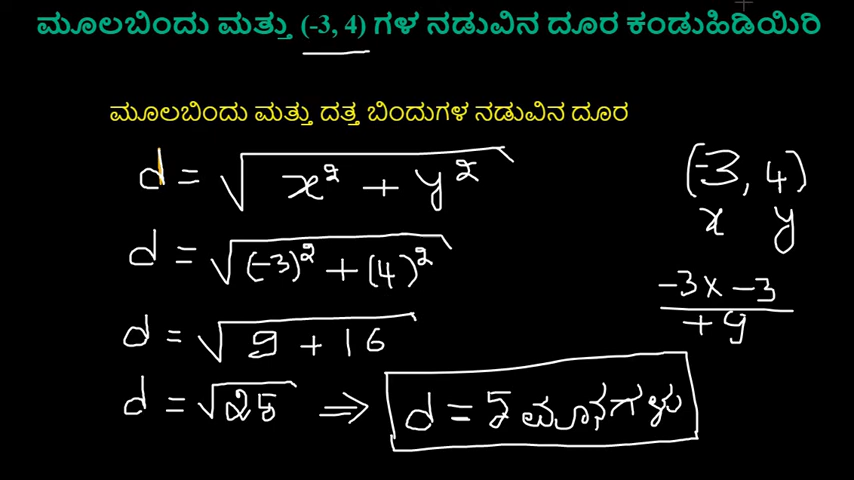 ಮೂಲಬಿಂದು ಮತ್ತು (-3, 4) ಗಳ ನಡುವಿನ ದೂರ ಕಂಡುಹಿಡಿಯಿರಿ
ಮೂಲಬಿಂದು ಮತ್ತು ದತ್ತ ಬಿಂದುಗಳ ನಡುವಿನ ದೂರ
d = √(x² + y²)
(-3, 4)
x y
d = √((-3)² + (4)²)
-3 x -3
+9
d = √(9 + 16)
d = √25 ⇒ d = 5 ಮಾನಗಳು